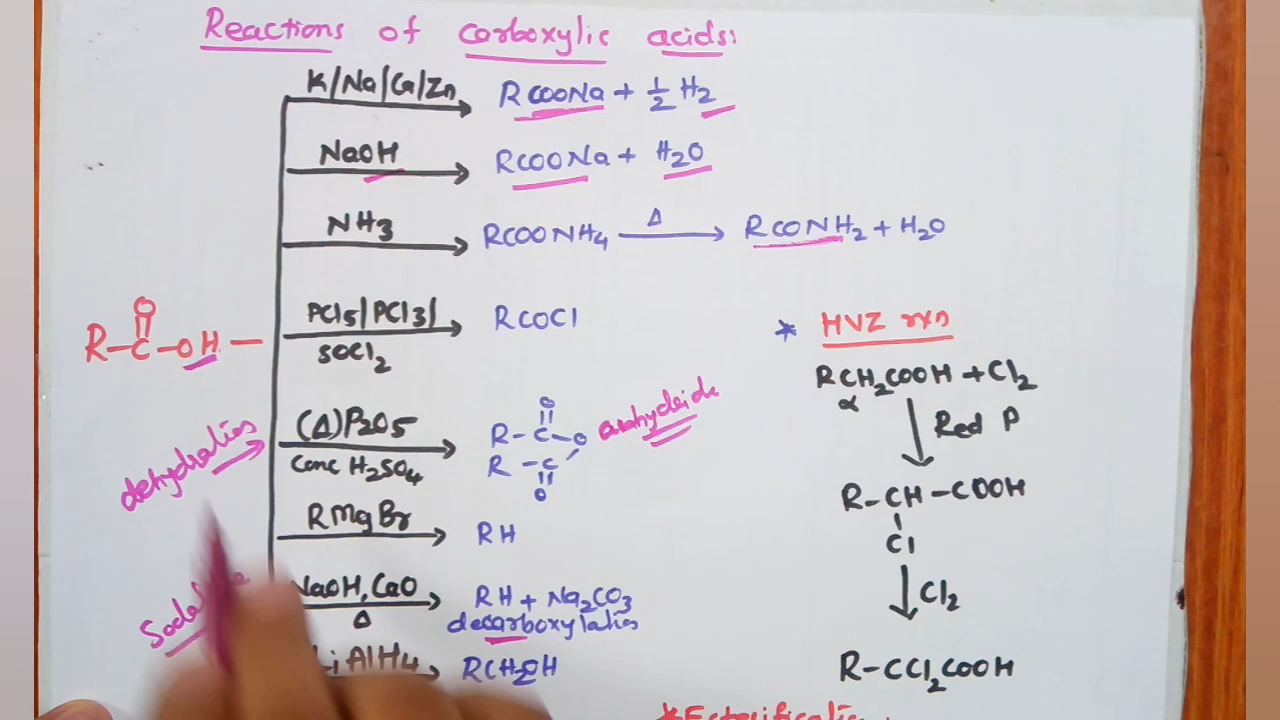 Reactions of carboxylic acids:
K/Na/Ca/Zn
RCOONa + ½ H2
NaOH
RCOONa + H2O
NH3
RCOONH4 Δ RCONH2 + H2O
O
R-C-OH
PCl5/PCl3/
SOCl2
RCOCl
(Δ) P2O5
Conc H2SO4
dehydration
O
R-C-O
R-C
O
anhydride
RMgBr
RH
NaOH, CaO
Δ
RH + Na2CO3
decarboxylation
LiAlH4
RCH2OH
* HVZ rxn
RCH2COOH + Cl2
α
Red P
R-CH-COOH
Cl
Cl2
R-CCl2COOH